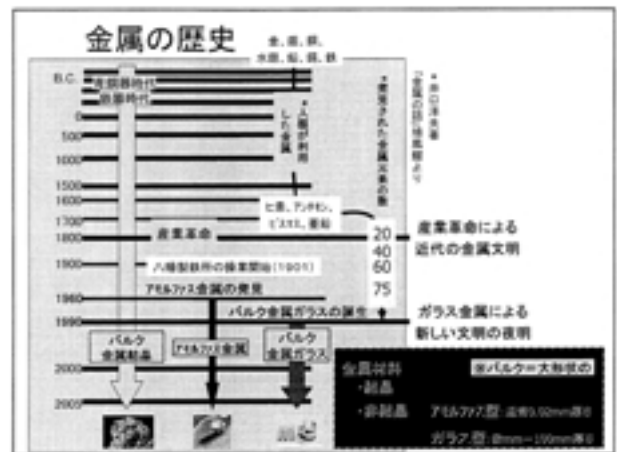 金属の歴史
金、銀、銅、
水銀、鉛、錫、鉄
B.C.
青銅器時代
鉄器時代
0
500
1000
1500
1600
1700
1800
1900
1960
1990
2000
2005
*人類が利用
した金属
*発見された金属元素の数
ヒ素、アンチモン、
ビスマス、亜鉛
20
40
60
75
産業革命
八幡製鉄所の操業開始(1901)
アモルファス金属の発見
バルク金属ガラスの誕生
産業革命による
近代の金属文明
ガラス金属による
新しい文明の夜明
バルク
金属結晶
アモルファス金属
バルク
金属ガラス
金属材料
※バルク=大形状の
・結晶
・非結晶
アモルファス型:
ガラス型: